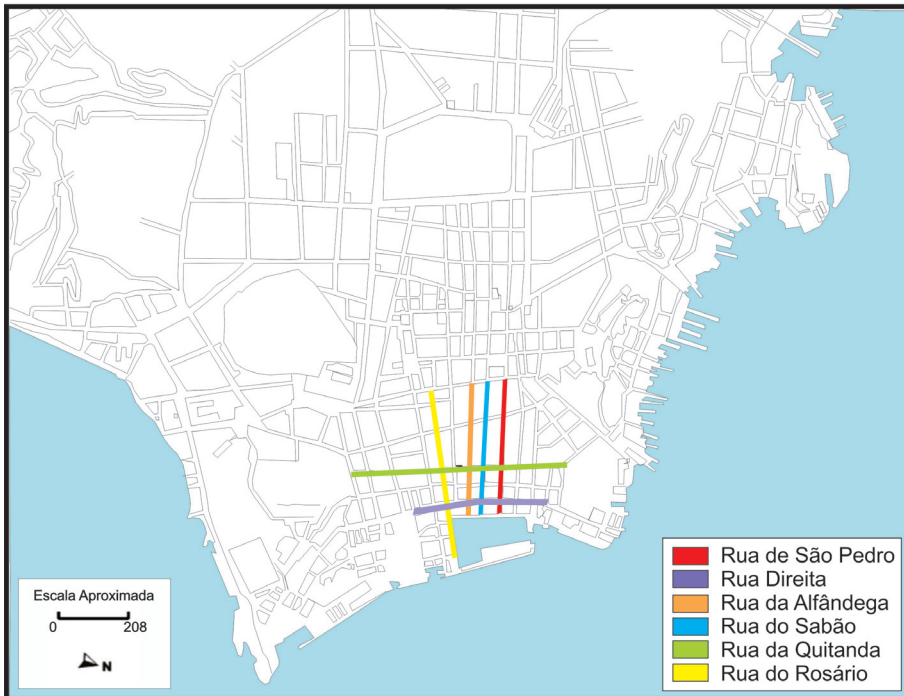 Escala Aproximada
0 208
N
Rua de São Pedro
Rua Direita
Rua da Alfândega
Rua do Sabão
Rua da Quitanda
Rua do Rosário